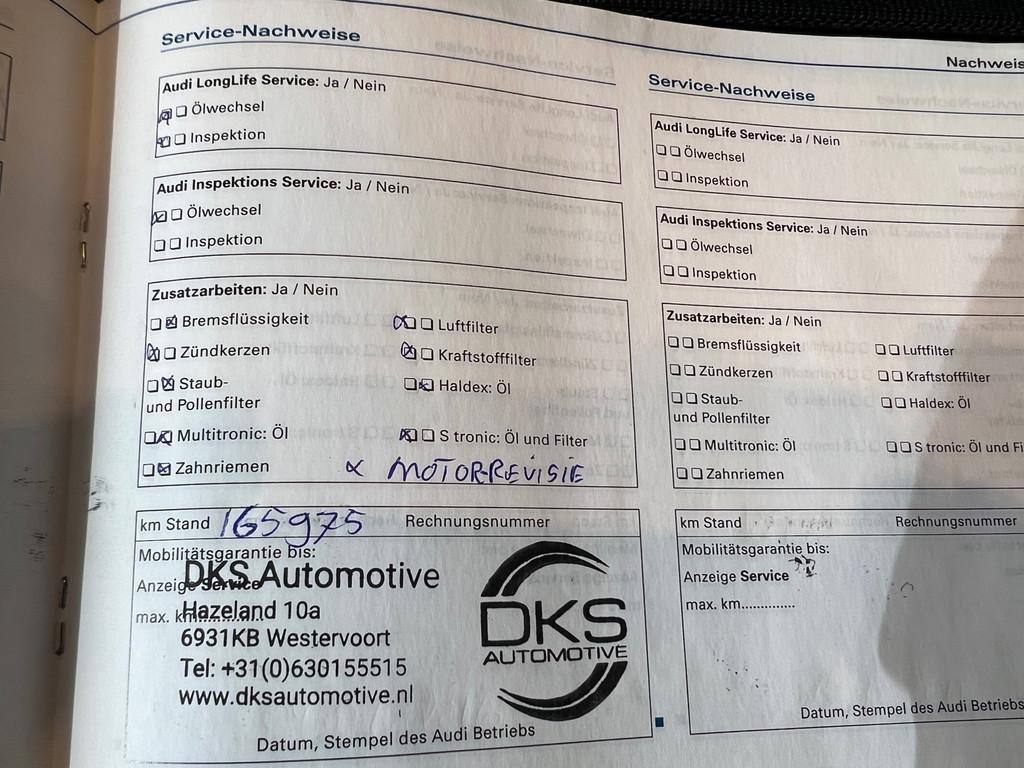 Service-Nachweise
Audi LongLife Service: Ja / Nein
Ölwechsel
Inspektion
Audi Inspektions Service: Ja / Nein
Ölwechsel
Inspektion
Zusatzarbeiten: Ja / Nein
Bremsflüssigkeit
Luftfilter
Zündkerzen
Kraftstofffilter
Staub-
und Pollenfilter
Haldex: Öl
Multitronic: Öl
S tronic: Öl und Filter
Zahnriemen
MOTOR-REVISIE
km Stand 165975 Rechnungsnummer
Mobilitätsgarantie bis:
Anzeige Service
max. km.............
DKS Automotive
Hazeland 10a
6931KB Westervoort
Tel: +31(0)630155515
www.dksautomotive.nl
DKS
AUTOMOTIVE
Datum, Stempel des Audi Betriebs
Nachweis
Service-Nachweise
Audi LongLife Service: Ja / Nein
Ölwechsel
Inspektion
Audi Inspektions Service: Ja / Nein
Ölwechsel
Inspektion
Zusatzarbeiten: Ja / Nein
Bremsflüssigkeit
Luftfilter
Zündkerzen
Kraftstofffilter
Staub-
und Pollenfilter
Haldex: Öl
Multitronic: Öl
S tronic: Öl und Fi
Zahnriemen
km Stand
Rechnungsnummer
Mobilitätsgarantie bis:
Anzeige Service
max. km.............
Datum, Stempel des Audi Betriebs